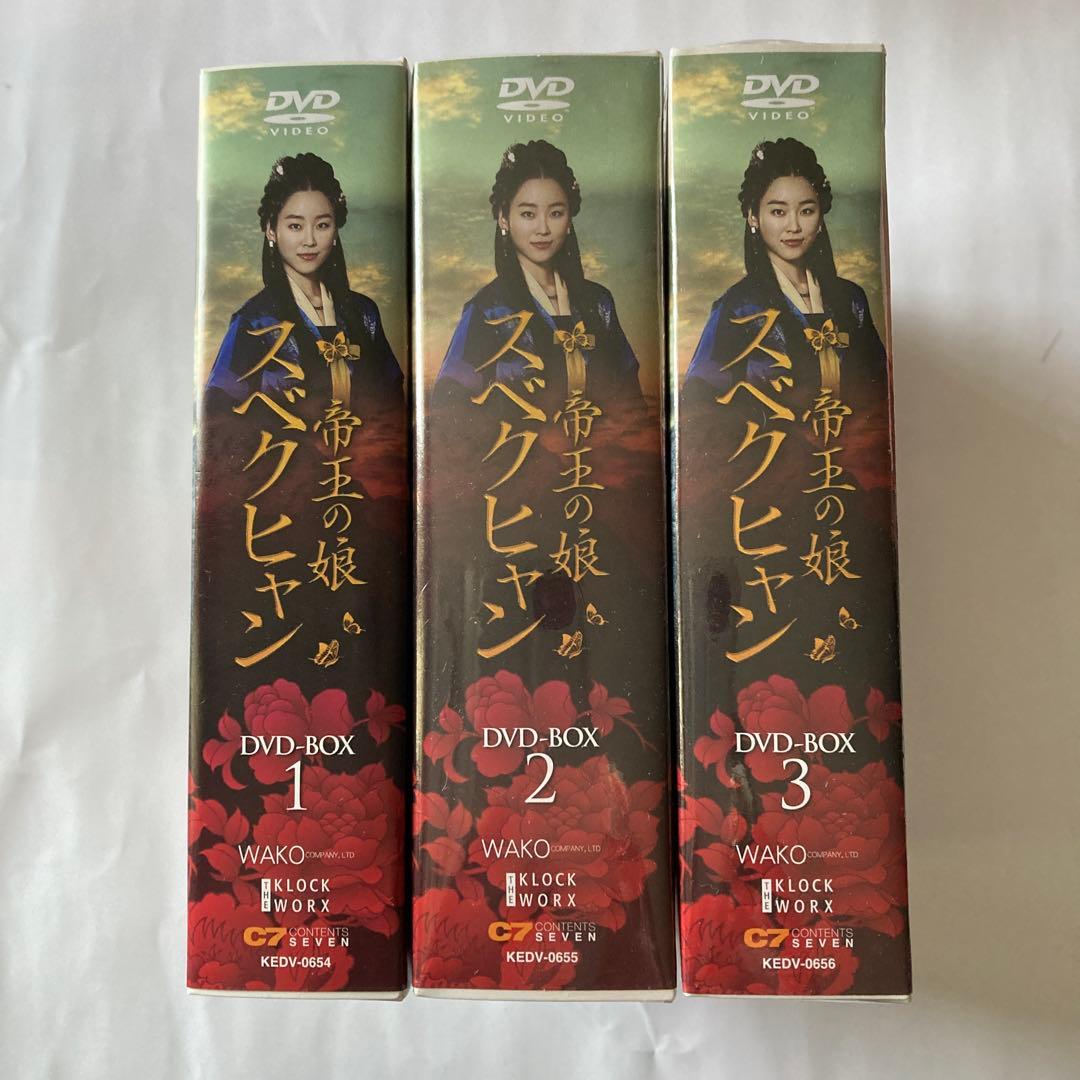 DVD
VIDEO
帝王の娘
スベクヒャン
DVD-BOX
1
WAKO COMPANY, LTD
THE KLOCK
WORX
C7 CONTENTS
SEVEN
KEDV-0654
DVD
VIDEO
帝王の娘
スベクヒャン
DVD-BOX
2
WAKO COMPANY, LTD
THE KLOCK
WORX
C7 CONTENTS
SEVEN
KEDV-0655
DVD
VIDEO
帝王の娘
スベクヒャン
DVD-BOX
3
WAKO COMPANY, LTD
THE KLOCK
WORX
C7 CONTENTS
SEVEN
KEDV-0656